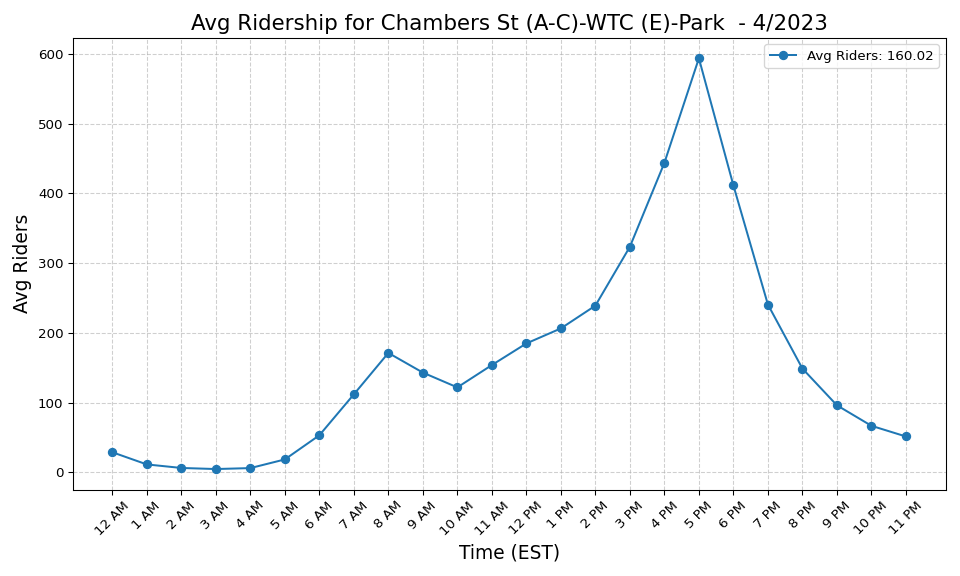 Avg Ridership for Chambers St (A-C)-WTC (E)-Park  - 4/2023
Avg Riders: 160.02
Avg Riders
600
500
400
300
200
100
0
12 AM
1 AM
2 AM
3 AM
4 AM
5 AM
6 AM
7 AM
8 AM
9 AM
10 AM
11 AM
12 PM
1 PM
2 PM
3 PM
4 PM
5 PM
6 PM
7 PM
8 PM
9 PM
10 PM
11 PM
Time (EST)